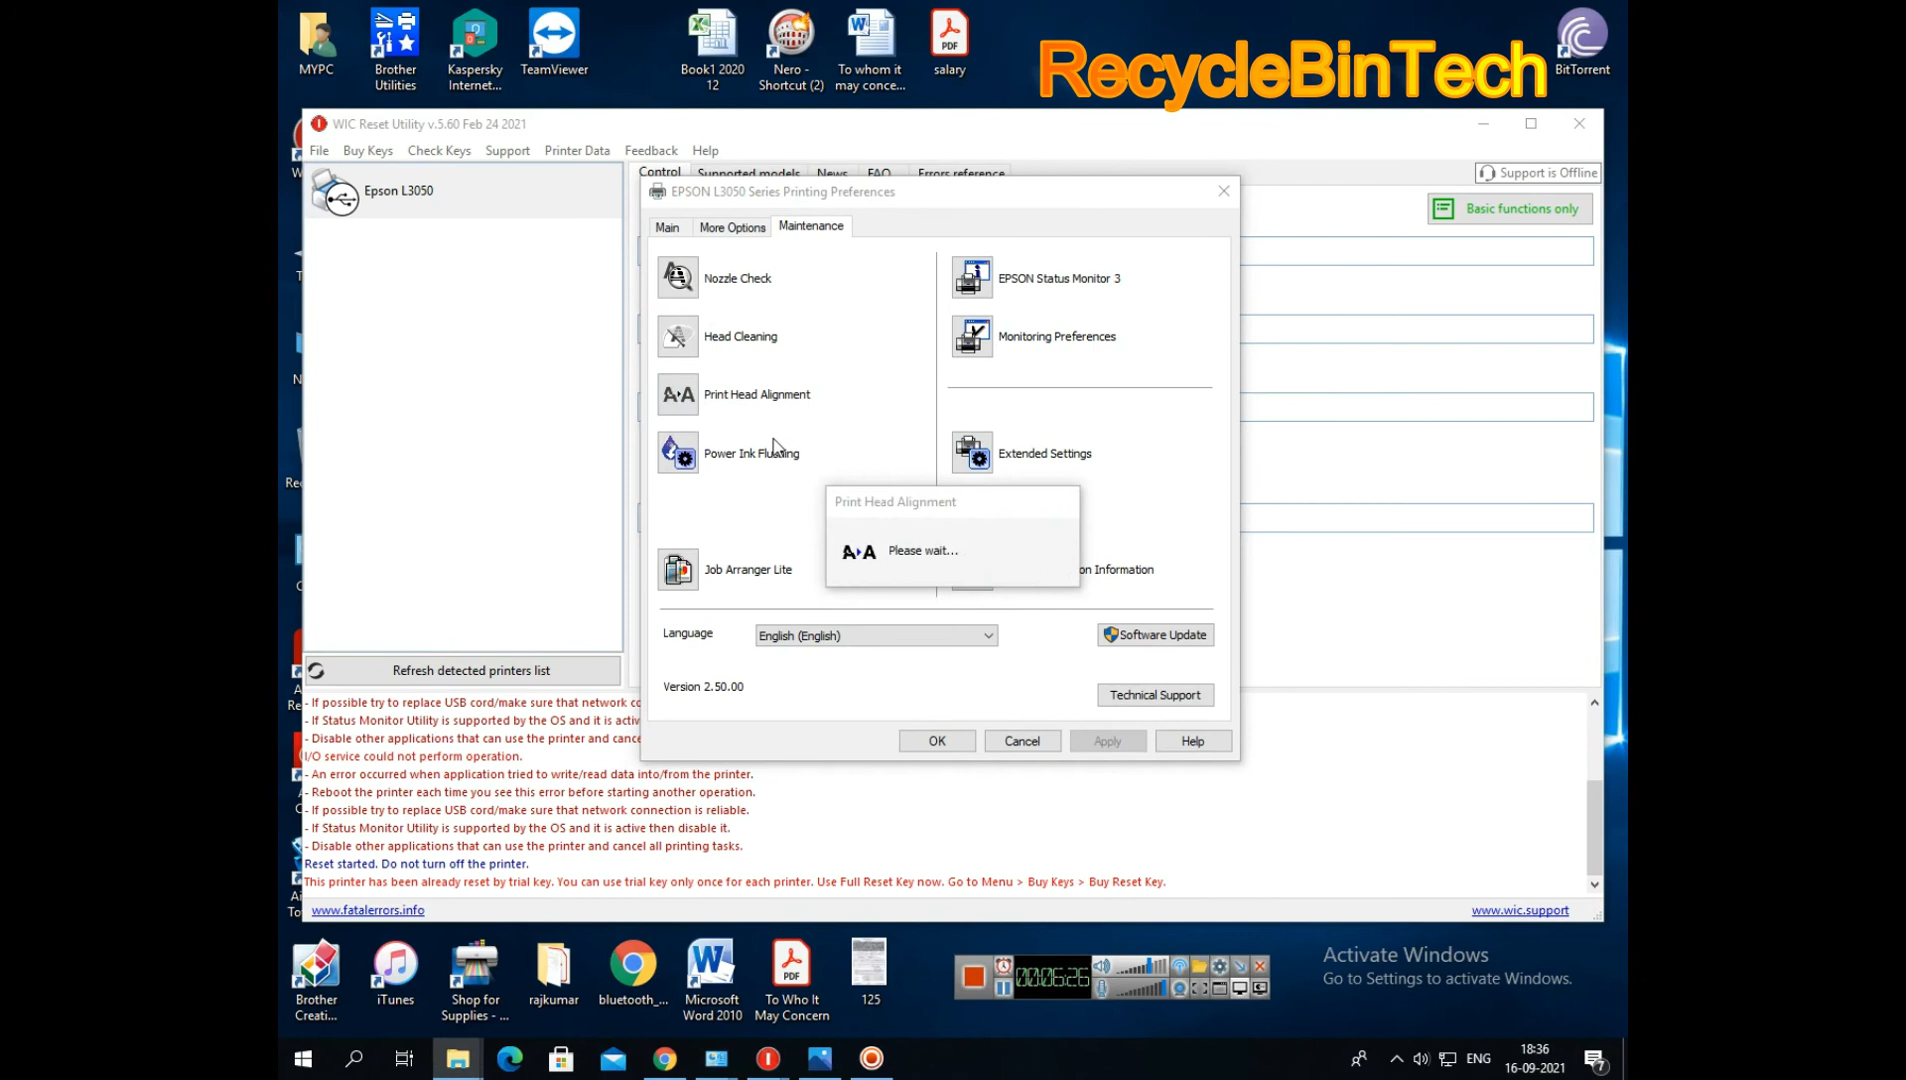 MYPC
Brother Utilities
Kaspersky Internet...
TeamViewer
Book1 2020 12
Nero - Shortcut (2)
To whom it may conce...
salary
RecycleBinTech
BitTorrent
WIC Reset Utility v.5.60 Feb 24 2021
File Buy Keys Check Keys Support Printer Data Feedback Help
Epson L3050
Control Supported models News FAQ Errors reference
Support is Offline
Basic functions only
EPSON L3050 Series Printing Preferences
Main More Options Maintenance
Nozzle Check
EPSON Status Monitor 3
Head Cleaning
Monitoring Preferences
Print Head Alignment
Power Ink Flushing
Extended Settings
Print Head Alignment
Please wait...
Job Arranger Lite
on Information
Language
English (English)
Software Update
Version 2.50.00
Technical Support
OK Cancel Apply Help
Refresh detected printers list
- If possible try to replace USB cord/make sure that network co
- If Status Monitor Utility is supported by the OS and it is activ
- Disable other applications that can use the printer and cance
I/O service could not perform operation.
- An error occurred when application tried to write/read data into/from the printer.
- Reboot the printer each time you see this error before starting another operation.
- If possible try to replace USB cord/make sure that network connection is reliable.
- If Status Monitor Utility is supported by the OS and it is active then disable it.
- Disable other applications that can use the printer and cancel all printing tasks.
Reset started. Do not turn off the printer.
This printer has been already reset by trial key. You can use trial key only once for each printer. Use Full Reset Key now. Go to Menu > Buy Keys > Buy Reset Key.
www.fatalerrors.info
www.wic.support
Brother Creati...
iTunes
Shop for Supplies - ...
rajkumar
bluetooth_...
Microsoft Word 2010
To Who It May Concern
125
00:06:26
Activate Windows
Go to Settings to activate Windows.
ENG
18:36
16-09-2021
7